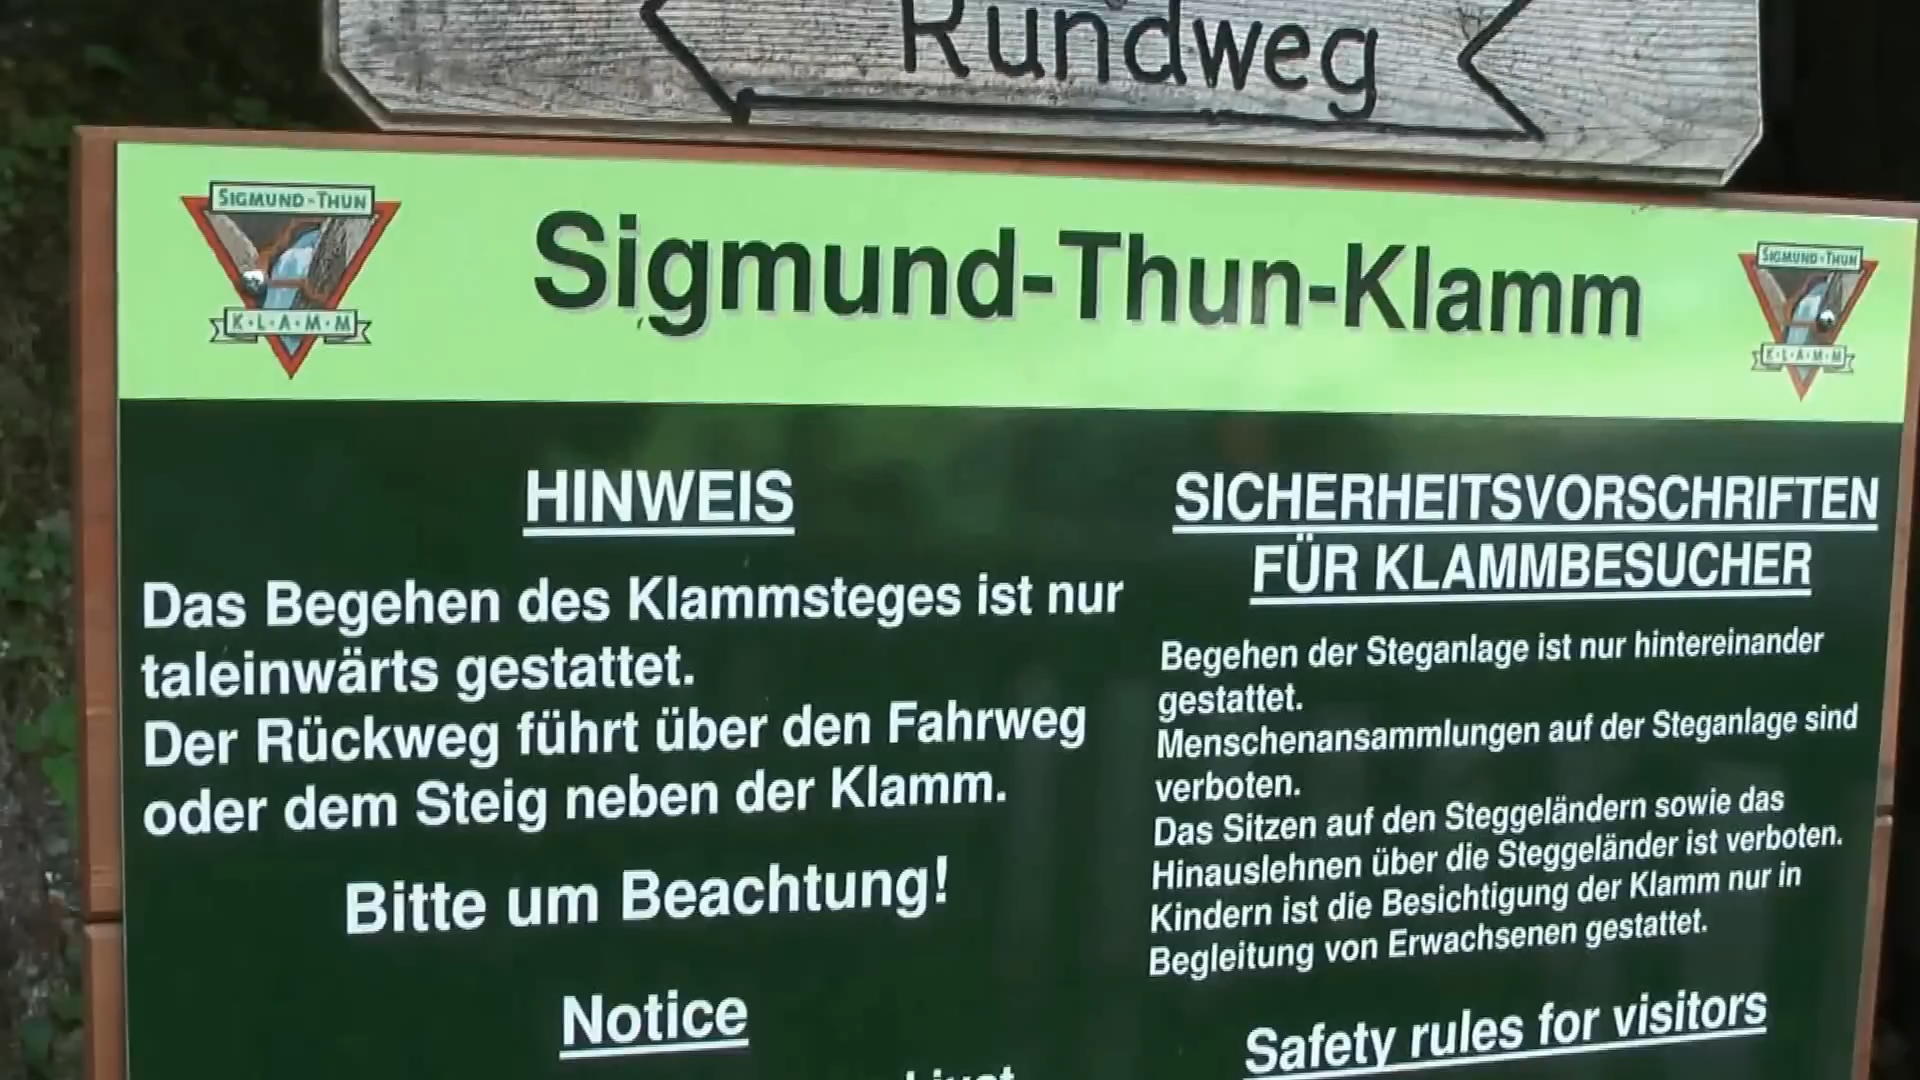 Rundweg
SIGMUND-THUN
K·L·A·M·M
Sigmund-Thun-Klamm
SIGMUND-THUN
K·L·A·M·M
HINWEIS
Das Begehen des Klammsteges ist nur
taleinwärts gestattet.
Der Rückweg führt über den Fahrweg
oder dem Steig neben der Klamm.
Bitte um Beachtung!
Notice
SICHERHEITSVORSCHRIFTEN
FÜR KLAMMBESUCHER
Begehen der Steganlage ist nur hintereinander
gestattet.
Menschenansammlungen auf der Steganlage sind
verboten.
Das Sitzen auf den Steggeländern sowie das
Hinauslehnen über die Steggeländer ist verboten.
Kindern ist die Besichtigung der Klamm nur in
Begleitung von Erwachsenen gestattet.
Safety rules for visitors